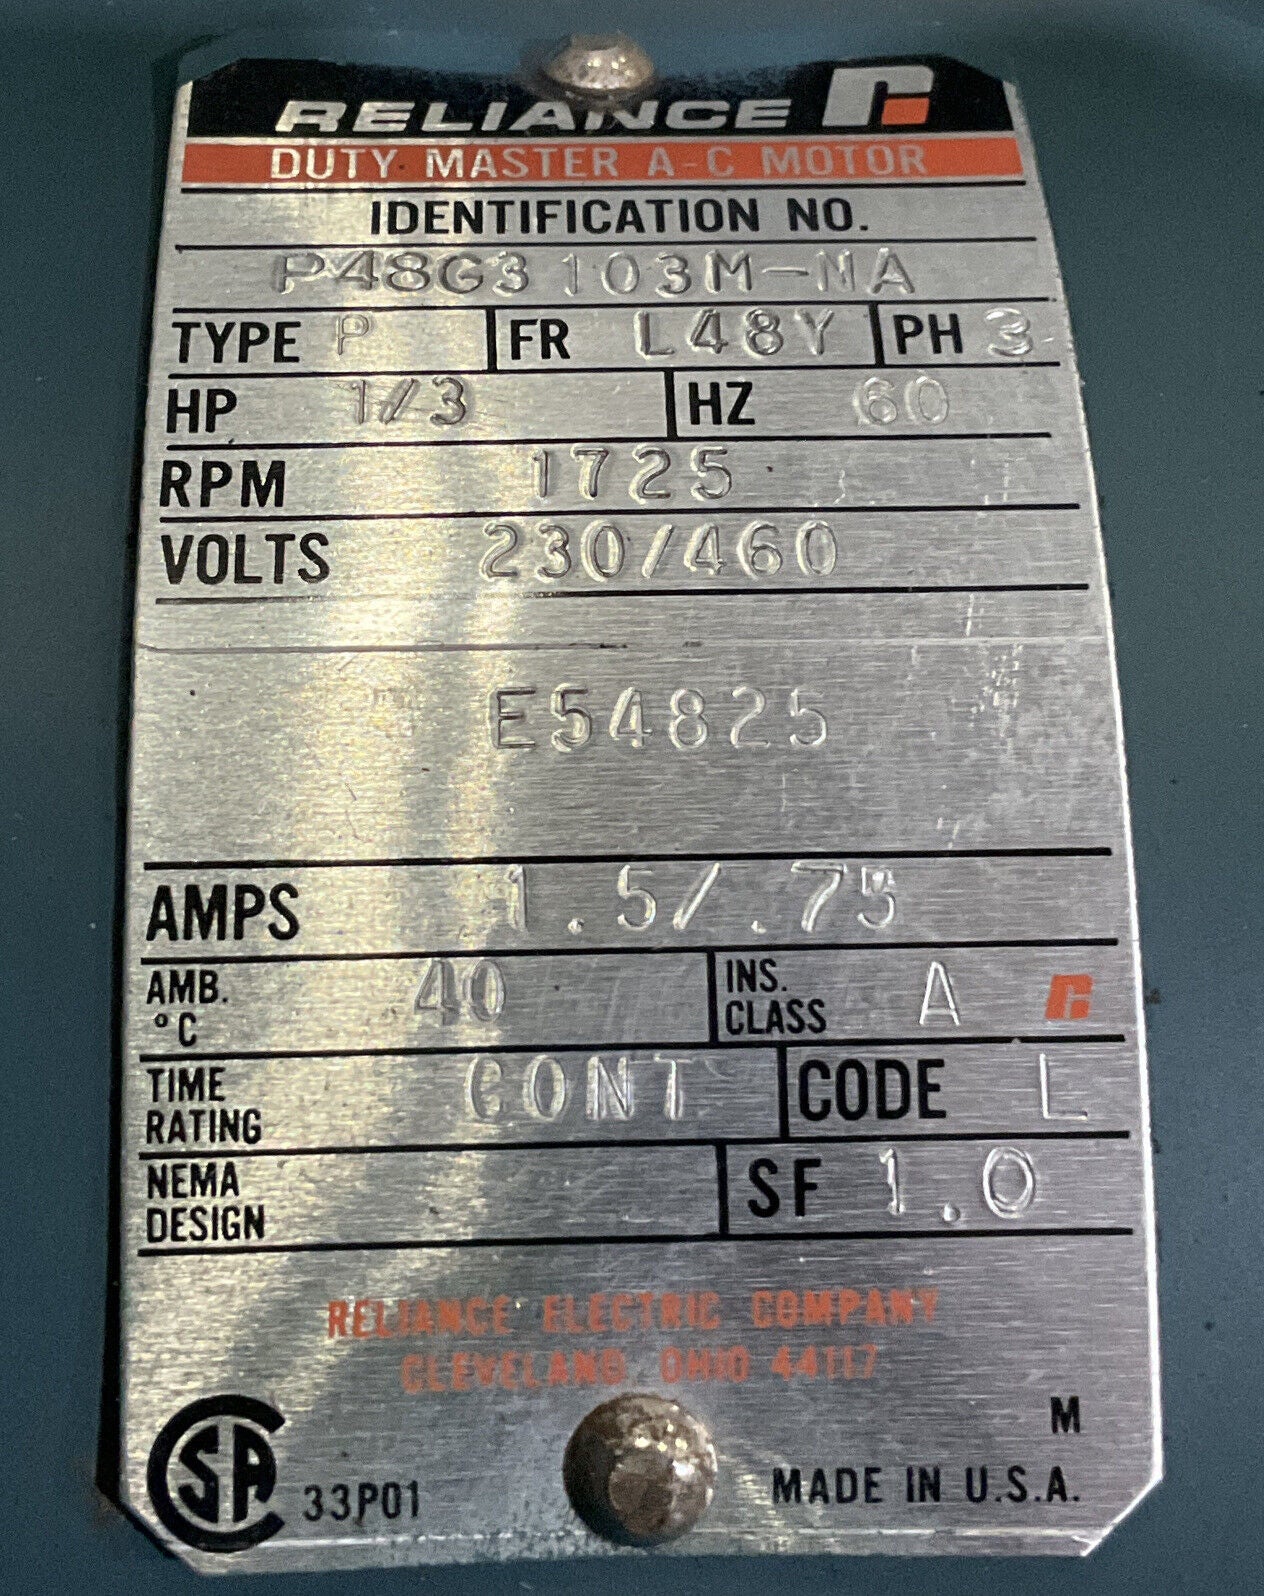 RELIANCE
DUTY MASTER A-C MOTOR
IDENTIFICATION NO.
P48G3103M-NA
TYPE P FR L48Y PH 3
HP 1/3 HZ 60
RPM 1725
VOLTS 230/460
E54825
AMPS 1.5/.75
AMB. °C 40 INS. CLASS A
TIME RATING CONT CODE L
NEMA DESIGN SF 1.0
RELIANCE ELECTRIC COMPANY
CLEVELAND, OHIO 44117
M
CSA 33P01 MADE IN U.S.A.